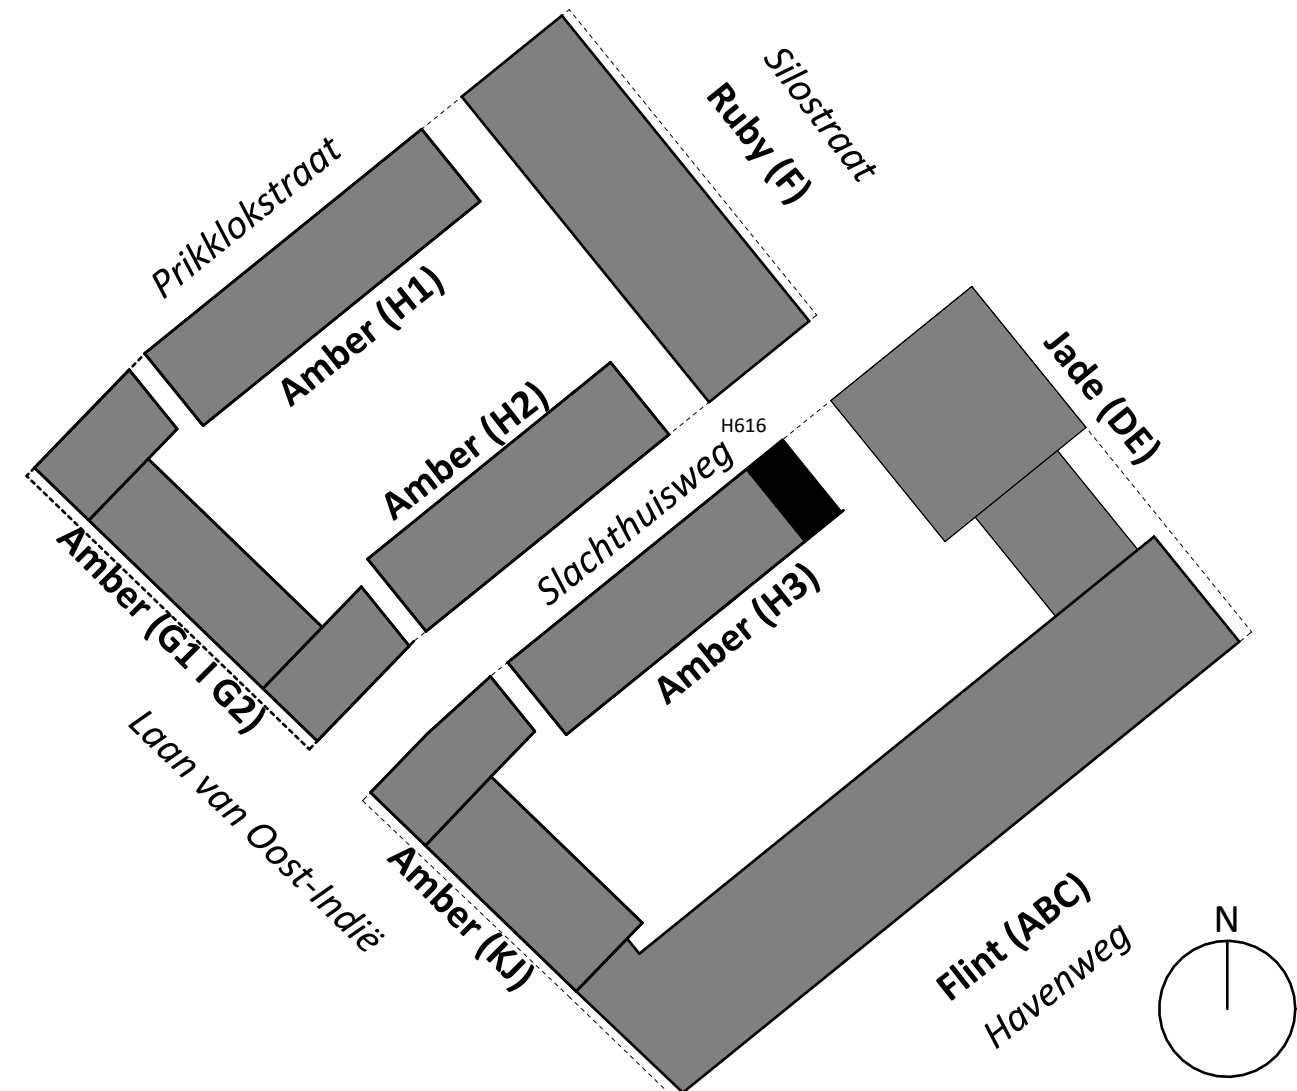 Silostraat
Ruby (F)
Prikklokstraat
Amber (H1)
Jade (DE)
Amber (H2)
H616
Slachthuisweg
Amber (H3)
Amber (G1 I G2)
Laan van Oost-Indië
Amber (KJ)
Flint (ABC)
Havenweg
N